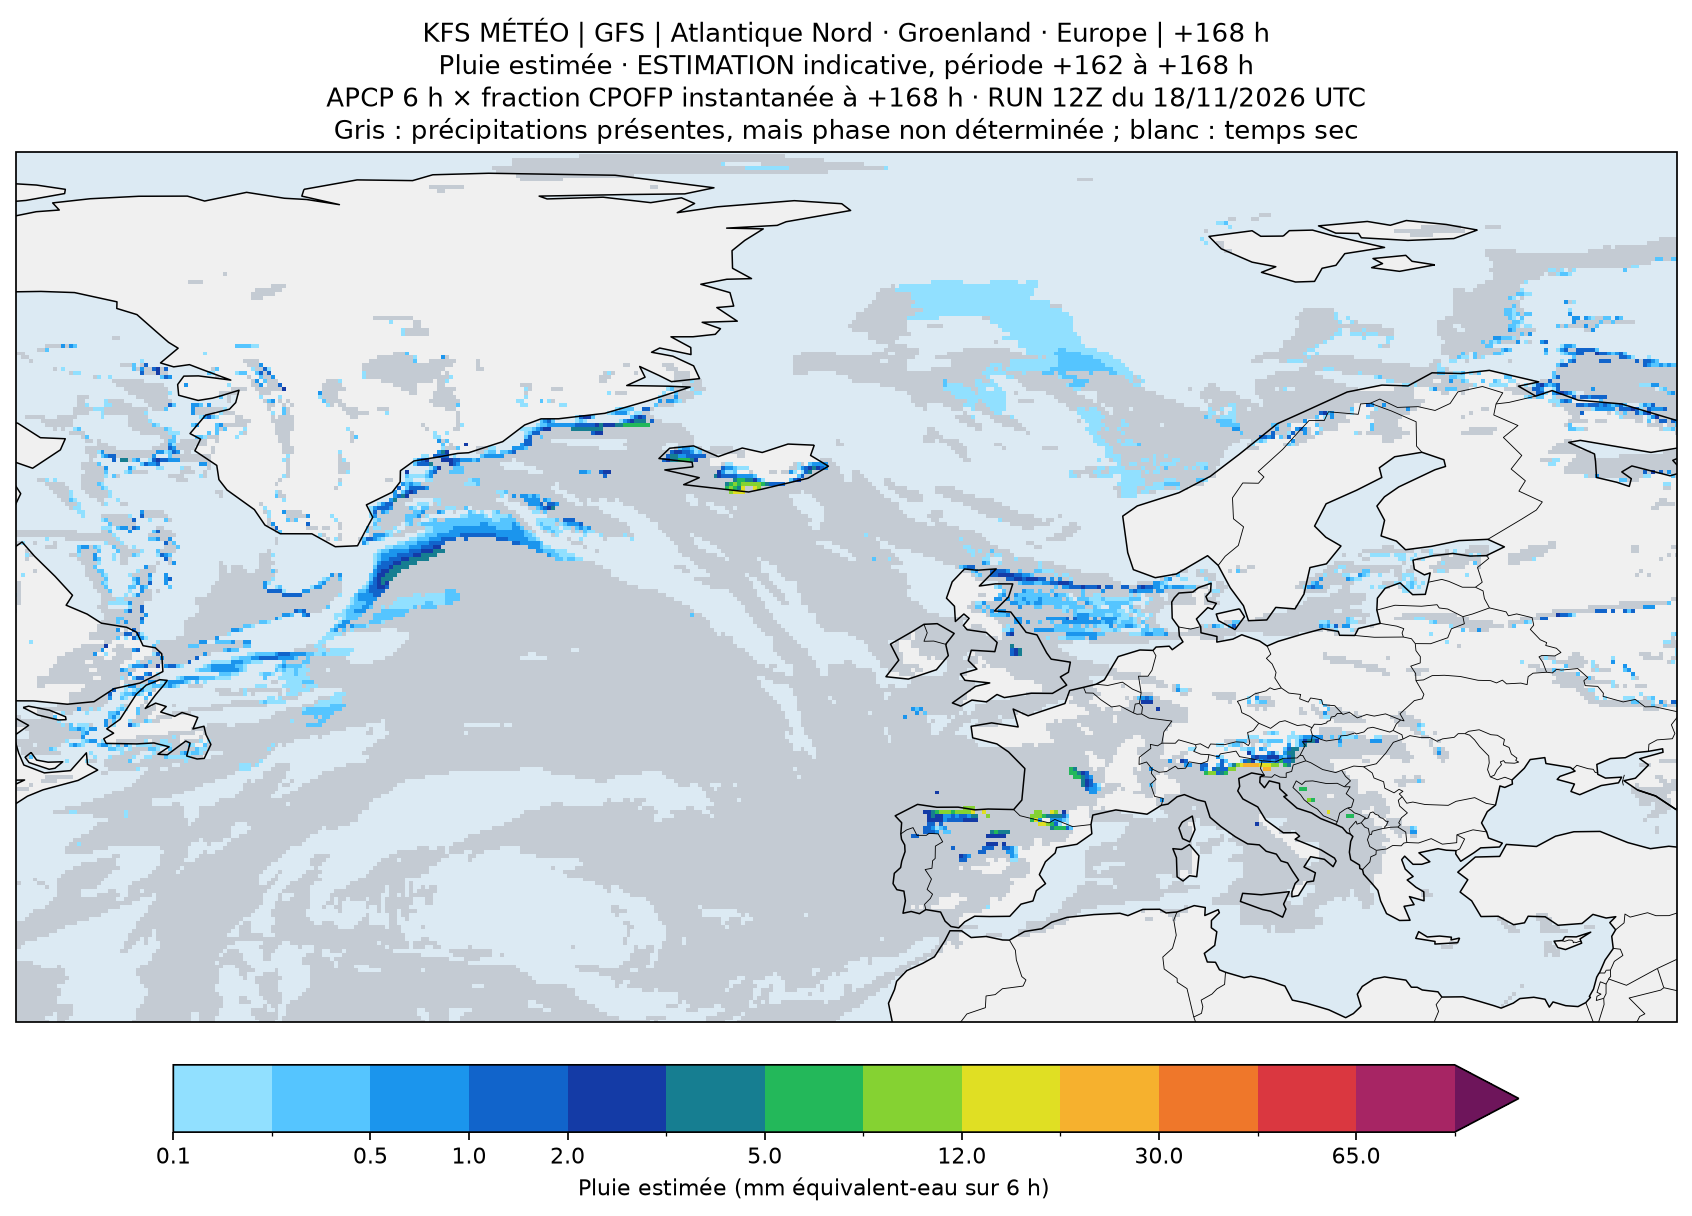 KFS MÉTÉO | GFS | Atlantique Nord · Groenland · Europe | +168 h
Pluie estimée · ESTIMATION indicative, période +162 à +168 h
APCP 6 h × fraction CPOFP instantanée à +168 h · RUN 12Z du 18/11/2026 UTC
Gris : précipitations présentes, mais phase non déterminée ; blanc : temps sec
0.1 0.5 1.0 2.0 5.0 12.0 30.0 65.0
Pluie estimée (mm équivalent-eau sur 6 h)